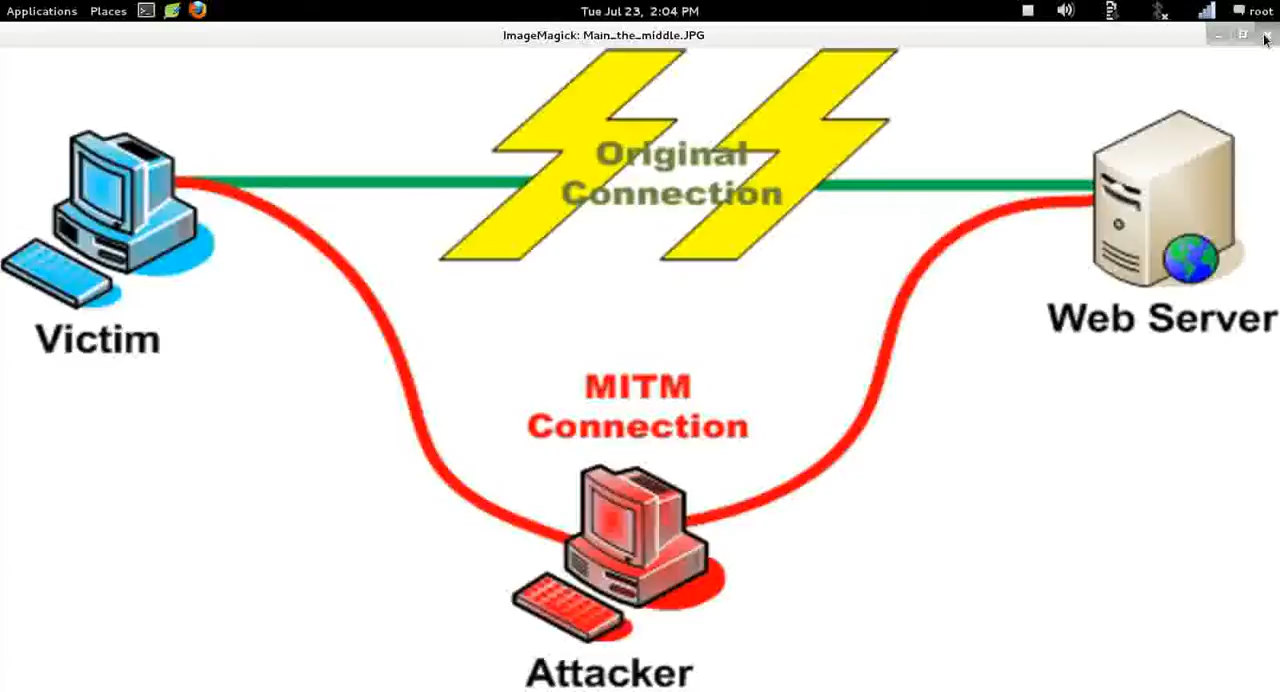 Applications Places Tue Jul 23, 2:04 PM root
ImageMagick: Main_the_middle.JPG
Original
Connection
Victim
Web Server
MITM
Connection
Attacker